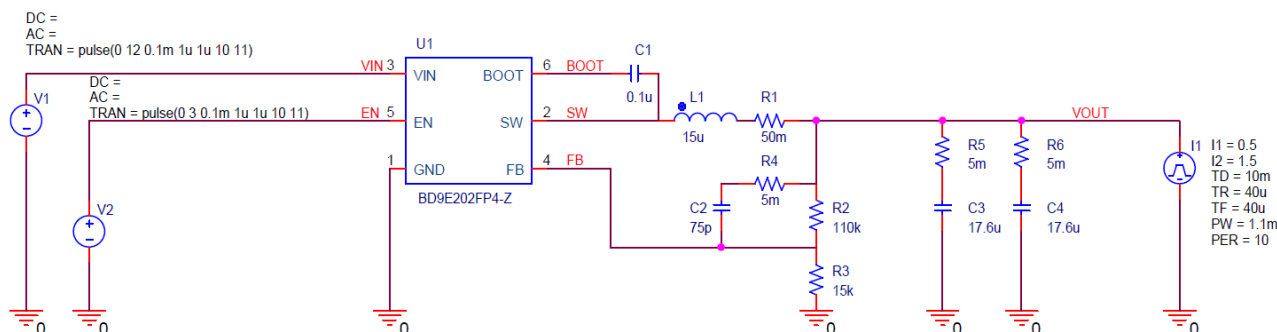 DC =
AC =
TRAN = pulse(0 12 0.1m 1u 1u 10 11)
V1
DC =
AC =
TRAN = pulse(0 3 0.1m 1u 1u 10 11)
V2
U1
VIN 3 VIN
EN 5 EN
1 GND
BOOT 6 BOOT
SW 2 SW
FB 4 FB
BD9E202FP4-Z
C1
0.1u
L1
15u
R1
50m
R4
5m
C2
75p
R2
110k
R3
15k
R5
5m
C3
17.6u
R6
5m
C4
17.6u
VOUT
I1
I1 = 0.5
I2 = 1.5
TD = 10m
TR = 40u
TF = 40u
PW = 1.1m
PER = 10
0
0
0
0
0
0
0